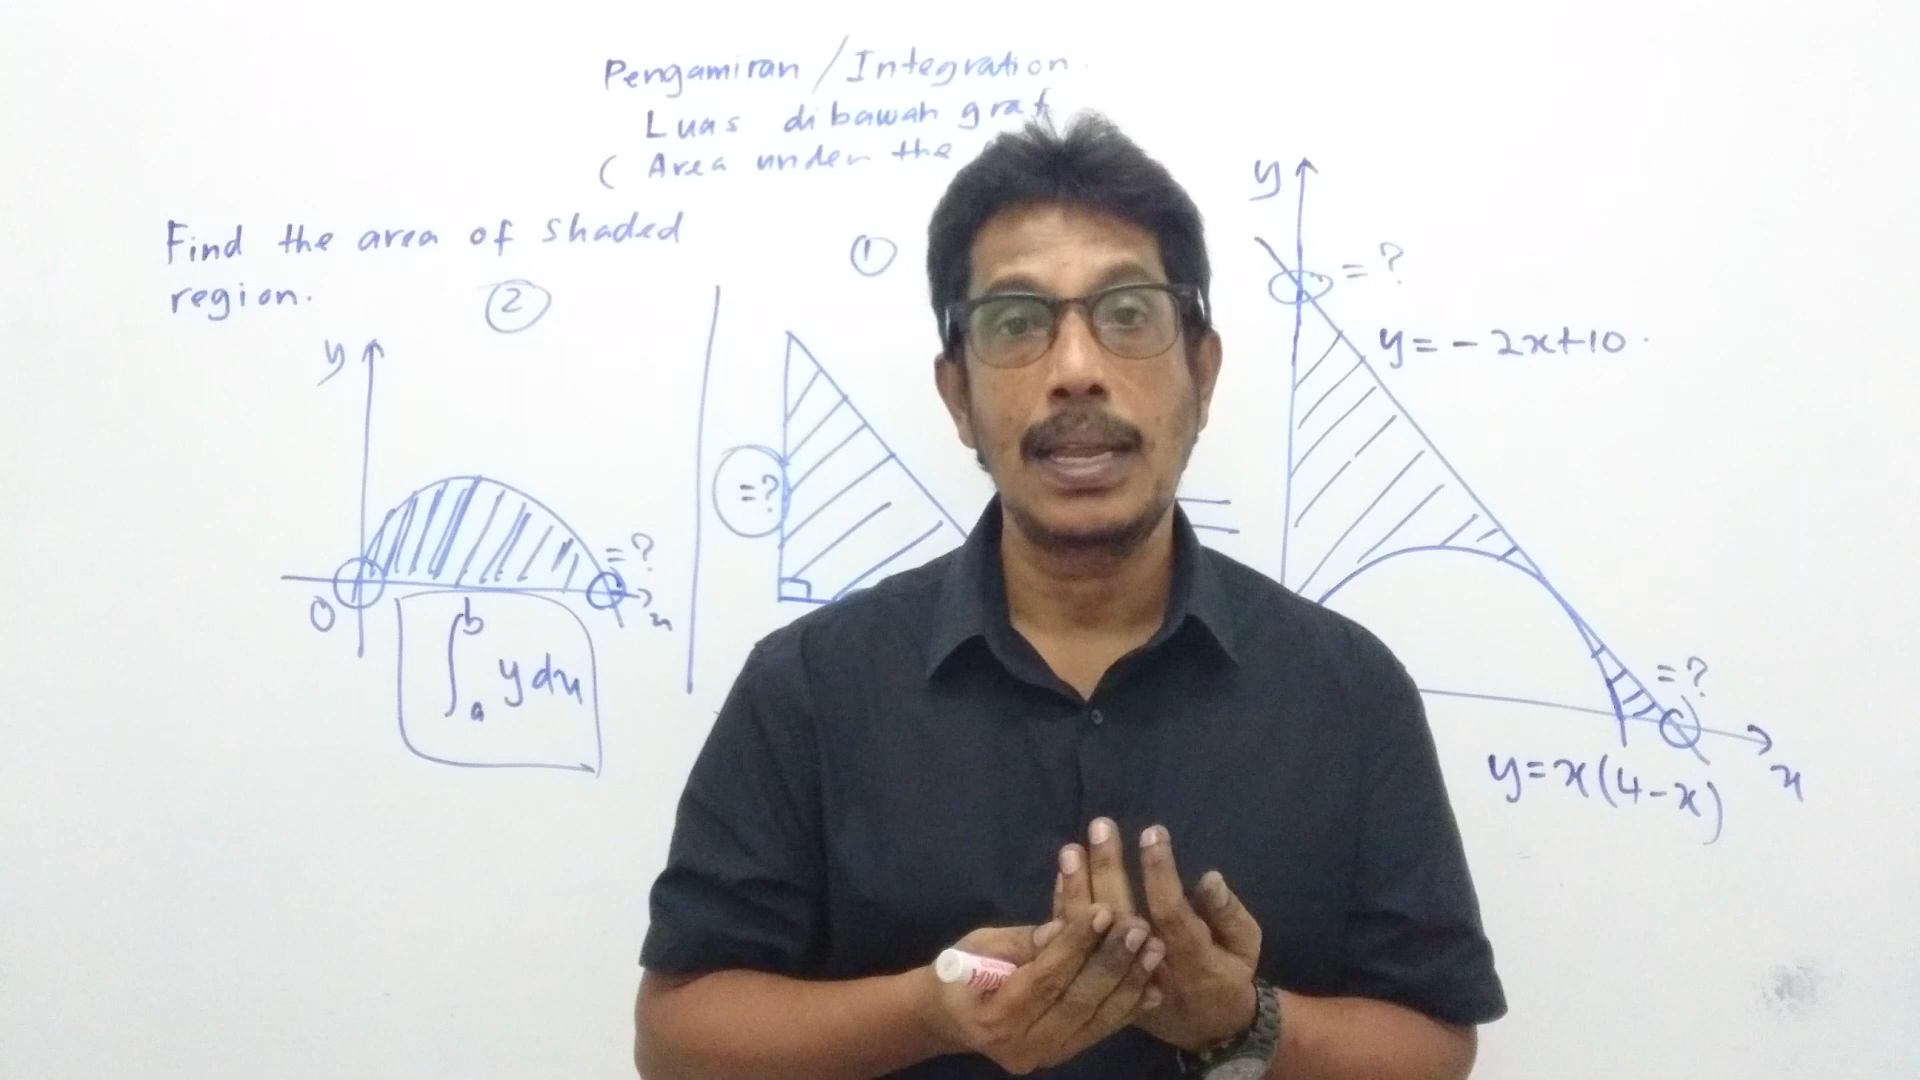 Pengamiran / Integration
Luas dibawah graf
( Area under the
Find the area of shaded
region.
②
y
= ?
0
x
∫ₐᵇ y dx
①
= ?
y
= ?
y = - 2x+10
= ?
x
y = x(4-x)